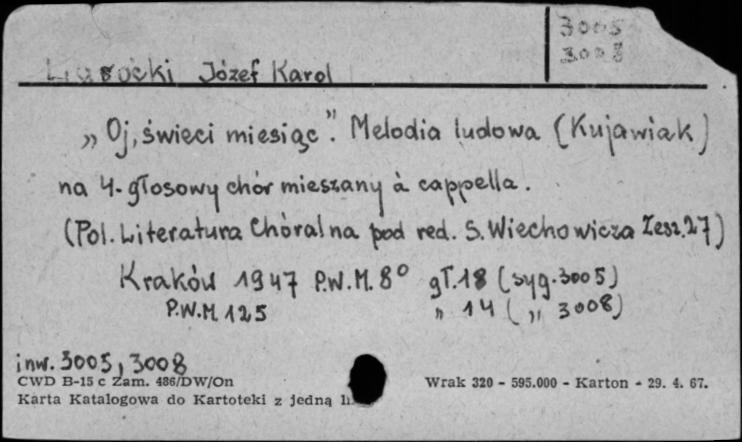 3005
3008
Józef Karol
„Oj, świeci miesiąc". Melodia ludowa (Kujawiak)
na 4-głosowy chór mieszany à cappella.
(Pol. Literatura Chóralna pod red. S. Wiechowicza Zesz. 27)
Kraków 1947 P.W.M. 8° gł. 18 (syg. 3005)
P.W.M 125 " 14 ( „ 3008)
inw. 3005, 3008
CWD B-15 c Zam. 486/DW/On
Wrak 320 - 595.000 - Karton - 29. 4. 67.
Karta Katalogowa do Kartoteki z jedną